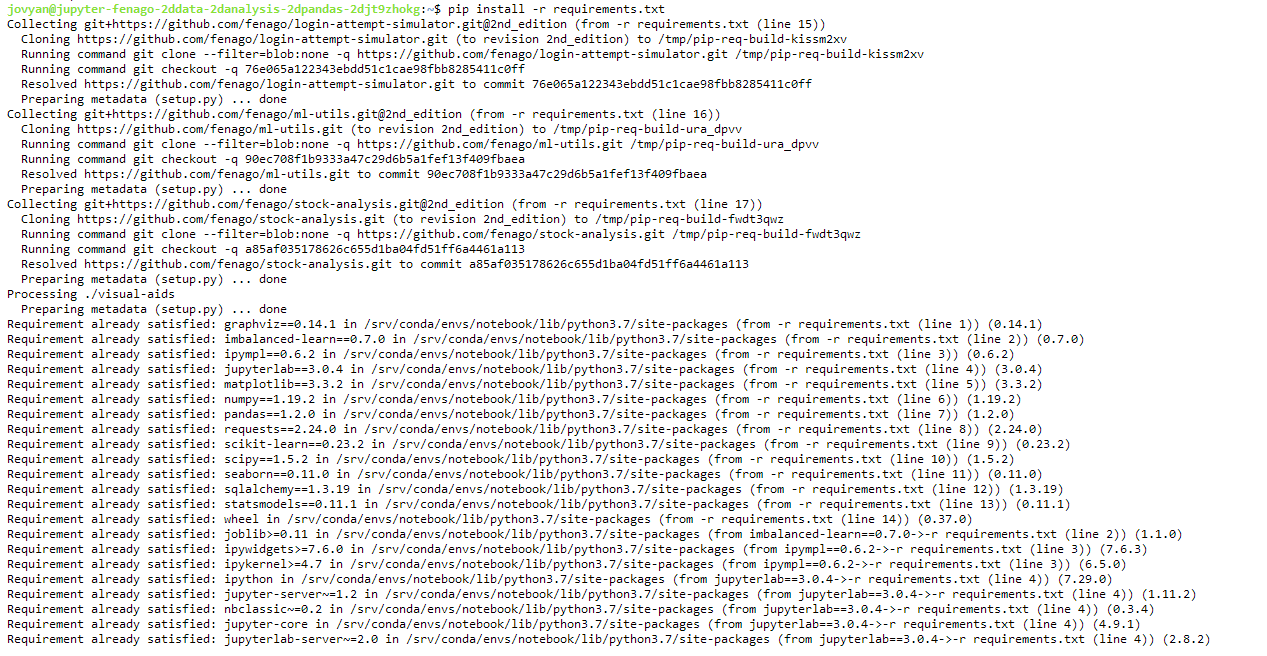 jovyan@jupyter-fenago-2ddata-2danalysis-2dpandas-2djt9zhokg:~$ pip install -r requirements.txt
Collecting git+https://github.com/fenago/login-attempt-simulator.git@2nd_edition (from -r requirements.txt (line 15))
  Cloning https://github.com/fenago/login-attempt-simulator.git (to revision 2nd_edition) to /tmp/pip-req-build-kissm2xv
  Running command git clone --filter=blob:none -q https://github.com/fenago/login-attempt-simulator.git /tmp/pip-req-build-kissm2xv
  Running command git checkout -q 76e065a122343ebdd51c1cae98fbb8285411c0ff
  Resolved https://github.com/fenago/login-attempt-simulator.git to commit 76e065a122343ebdd51c1cae98fbb8285411c0ff
  Preparing metadata (setup.py) ... done
Collecting git+https://github.com/fenago/ml-utils.git@2nd_edition (from -r requirements.txt (line 16))
  Cloning https://github.com/fenago/ml-utils.git (to revision 2nd_edition) to /tmp/pip-req-build-ura_dpvv
  Running command git clone --filter=blob:none -q https://github.com/fenago/ml-utils.git /tmp/pip-req-build-ura_dpvv
  Running command git checkout -q 90ec708f1b9333a47c29d6b5a1fef13f409fbaea
  Resolved https://github.com/fenago/ml-utils.git to commit 90ec708f1b9333a47c29d6b5a1fef13f409fbaea
  Preparing metadata (setup.py) ... done
Collecting git+https://github.com/fenago/stock-analysis.git@2nd_edition (from -r requirements.txt (line 17))
  Cloning https://github.com/fenago/stock-analysis.git (to revision 2nd_edition) to /tmp/pip-req-build-fwdt3qwz
  Running command git clone --filter=blob:none -q https://github.com/fenago/stock-analysis.git /tmp/pip-req-build-fwdt3qwz
  Running command git checkout -q a85af035178626c655d1ba04fd51ff6a4461a113
  Resolved https://github.com/fenago/stock-analysis.git to commit a85af035178626c655d1ba04fd51ff6a4461a113
  Preparing metadata (setup.py) ... done
Processing ./visual-aids
  Preparing metadata (setup.py) ... done
Requirement already satisfied: graphviz==0.14.1 in /srv/conda/envs/notebook/lib/python3.7/site-packages (from -r requirements.txt (line 1)) (0.14.1)
Requirement already satisfied: imbalanced-learn==0.7.0 in /srv/conda/envs/notebook/lib/python3.7/site-packages (from -r requirements.txt (line 2)) (0.7.0)
Requirement already satisfied: ipympl==0.6.2 in /srv/conda/envs/notebook/lib/python3.7/site-packages (from -r requirements.txt (line 3)) (0.6.2)
Requirement already satisfied: jupyterlab==3.0.4 in /srv/conda/envs/notebook/lib/python3.7/site-packages (from -r requirements.txt (line 4)) (3.0.4)
Requirement already satisfied: matplotlib==3.3.2 in /srv/conda/envs/notebook/lib/python3.7/site-packages (from -r requirements.txt (line 5)) (3.3.2)
Requirement already satisfied: numpy==1.19.2 in /srv/conda/envs/notebook/lib/python3.7/site-packages (from -r requirements.txt (line 6)) (1.19.2)
Requirement already satisfied: pandas==1.2.0 in /srv/conda/envs/notebook/lib/python3.7/site-packages (from -r requirements.txt (line 7)) (1.2.0)
Requirement already satisfied: requests==2.24.0 in /srv/conda/envs/notebook/lib/python3.7/site-packages (from -r requirements.txt (line 8)) (2.24.0)
Requirement already satisfied: scikit-learn==0.23.2 in /srv/conda/envs/notebook/lib/python3.7/site-packages (from -r requirements.txt (line 9)) (0.23.2)
Requirement already satisfied: scipy==1.5.2 in /srv/conda/envs/notebook/lib/python3.7/site-packages (from -r requirements.txt (line 10)) (1.5.2)
Requirement already satisfied: seaborn==0.11.0 in /srv/conda/envs/notebook/lib/python3.7/site-packages (from -r requirements.txt (line 11)) (0.11.0)
Requirement already satisfied: sqlalchemy==1.3.19 in /srv/conda/envs/notebook/lib/python3.7/site-packages (from -r requirements.txt (line 12)) (1.3.19)
Requirement already satisfied: statsmodels==0.11.1 in /srv/conda/envs/notebook/lib/python3.7/site-packages (from -r requirements.txt (line 13)) (0.11.1)
Requirement already satisfied: wheel in /srv/conda/envs/notebook/lib/python3.7/site-packages (from -r requirements.txt (line 14)) (0.37.0)
Requirement already satisfied: joblib>=0.11 in /srv/conda/envs/notebook/lib/python3.7/site-packages (from imbalanced-learn==0.7.0->-r requirements.txt (line 2)) (1.1.0)
Requirement already satisfied: ipywidgets>=7.6.0 in /srv/conda/envs/notebook/lib/python3.7/site-packages (from ipympl==0.6.2->-r requirements.txt (line 3)) (7.6.3)
Requirement already satisfied: ipykernel>=4.7 in /srv/conda/envs/notebook/lib/python3.7/site-packages (from ipympl==0.6.2->-r requirements.txt (line 3)) (6.5.0)
Requirement already satisfied: ipython in /srv/conda/envs/notebook/lib/python3.7/site-packages (from jupyterlab==3.0.4->-r requirements.txt (line 4)) (7.29.0)
Requirement already satisfied: jupyter-server~=1.2 in /srv/conda/envs/notebook/lib/python3.7/site-packages (from jupyterlab==3.0.4->-r requirements.txt (line 4)) (1.11.2)
Requirement already satisfied: nbclassic~=0.2 in /srv/conda/envs/notebook/lib/python3.7/site-packages (from jupyterlab==3.0.4->-r requirements.txt (line 4)) (0.3.4)
Requirement already satisfied: jupyter-core in /srv/conda/envs/notebook/lib/python3.7/site-packages (from jupyterlab==3.0.4->-r requirements.txt (line 4)) (4.9.1)
Requirement already satisfied: jupyterlab-server~=2.0 in /srv/conda/envs/notebook/lib/python3.7/site-packages (from jupyterlab==3.0.4->-r requirements.txt (line 4)) (2.8.2)